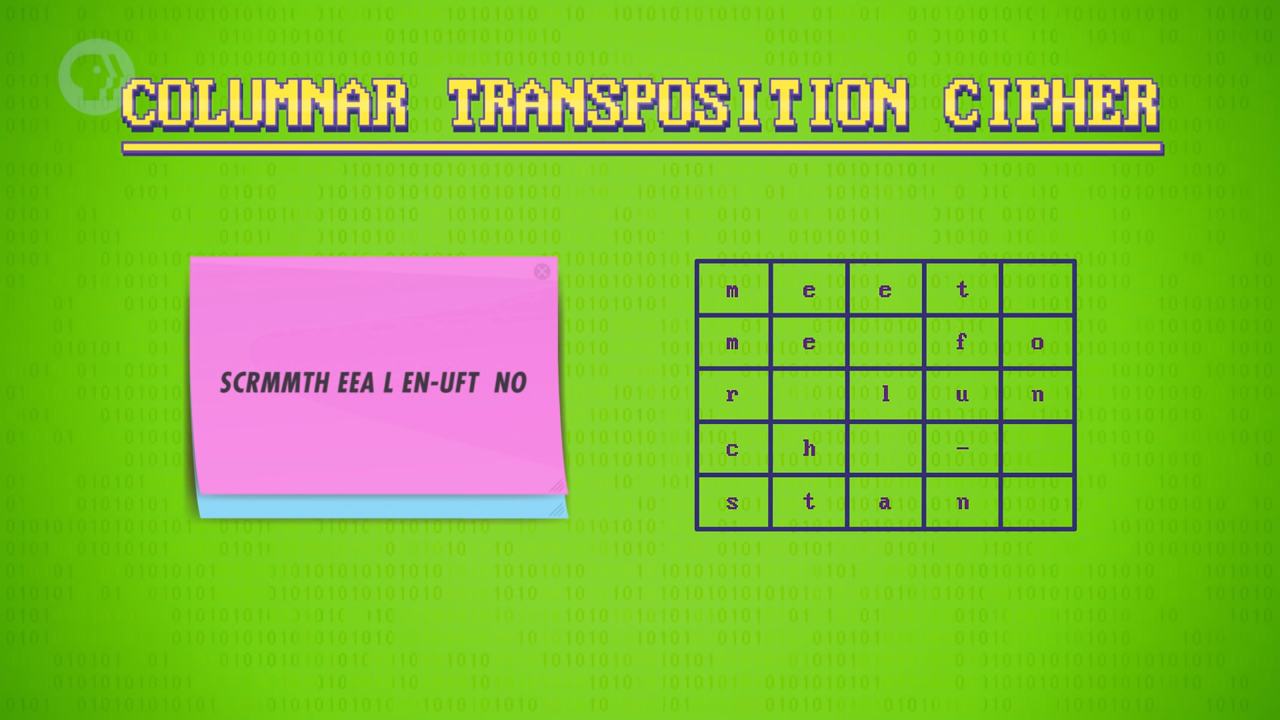 COLUMNAR TRANSPOSITION CIPHER
SCRMMTH EEA L EN-UFT  NO
m e e t
m e f o
r l u n
c h -
s t a n